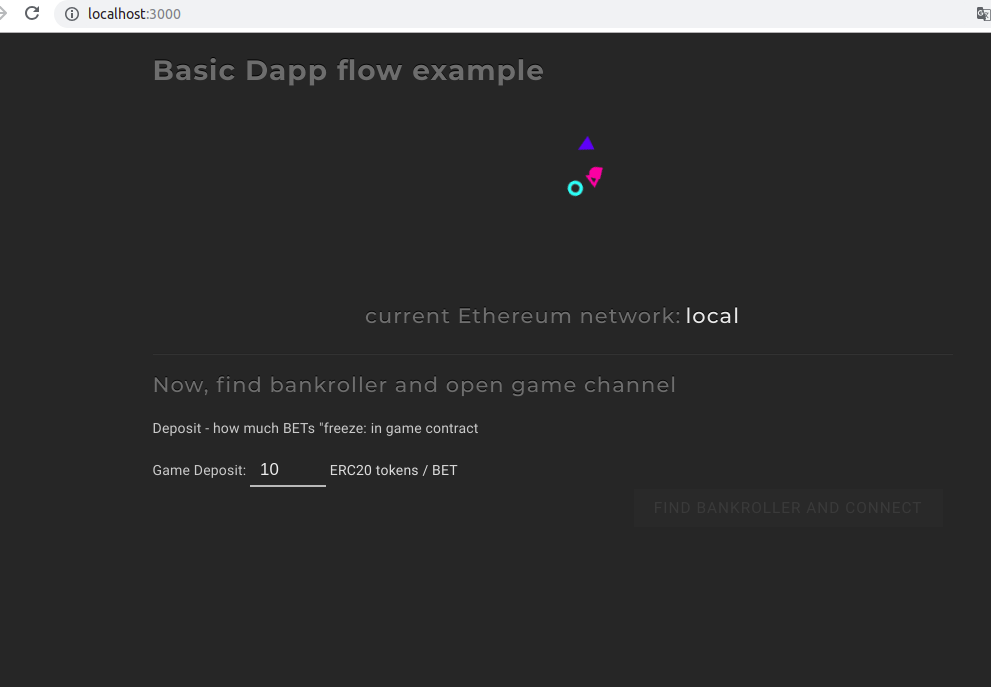 localhost:3000
Basic Dapp flow example
current Ethereum network: local
Now, find bankroller and open game channel
Deposit - how much BETs "freeze: in game contract
Game Deposit: 10 ERC20 tokens / BET
FIND BANKROLLER AND CONNECT